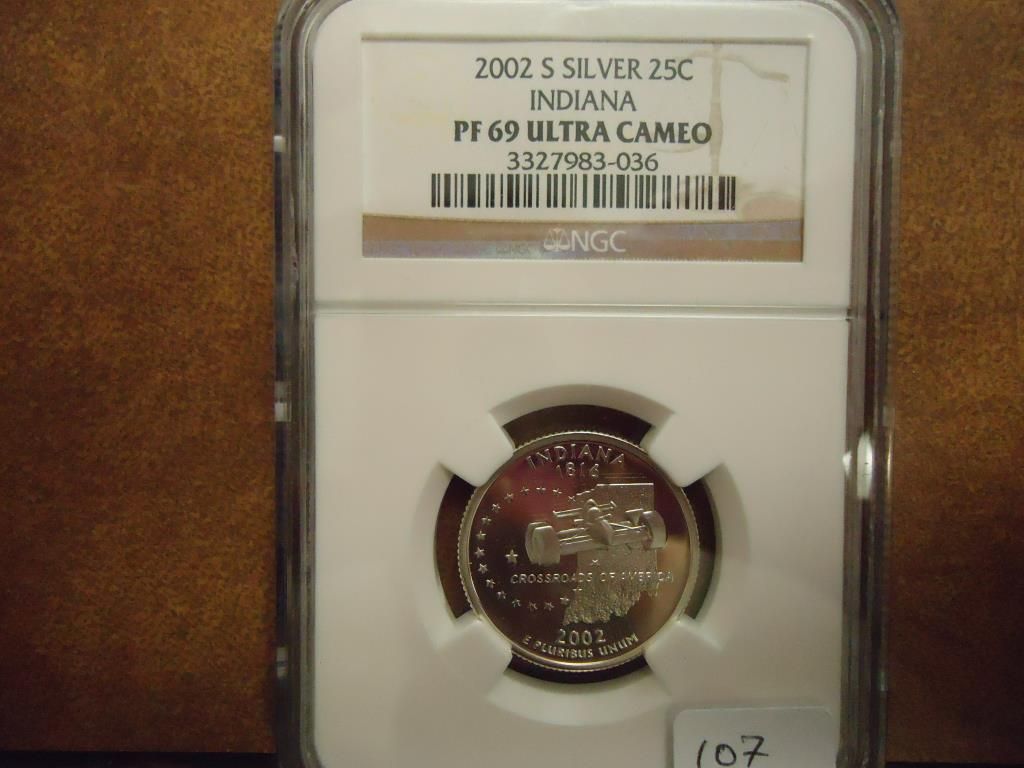 2002 S SILVER 25C
INDIANA
PF 69 ULTRA CAMEO
3327983-036
NGC
INDIANA
1816
CROSSROADS OF AMERICA
2002
E PLURIBUS UNUM
107